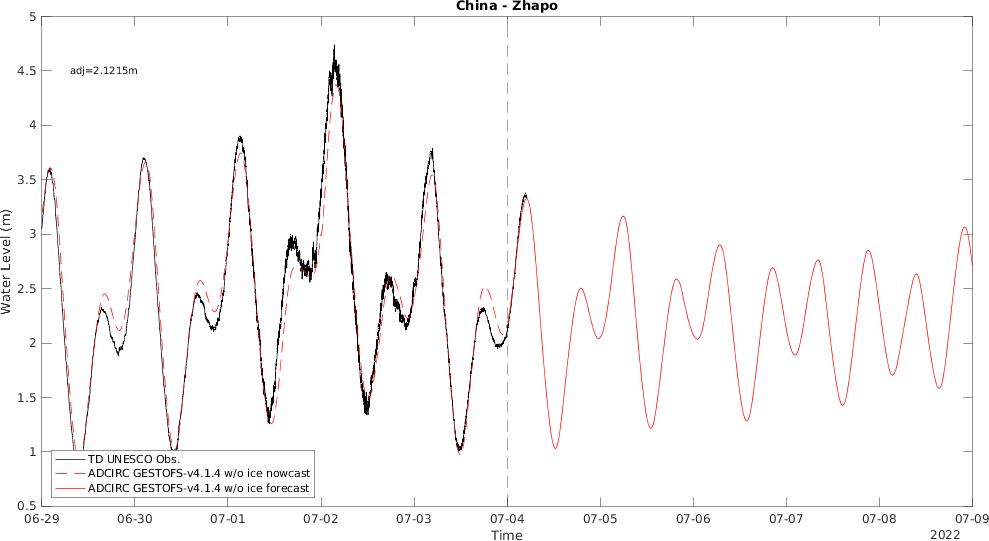 China - Zhapo
5
4.5
4
3.5
3
2.5
2
1.5
1
0.5
Water Level (m)
adj=2.1215m
TD UNESCO Obs.
ADCIRC GESTOFS-v4.1.4 w/o ice nowcast
ADCIRC GESTOFS-v4.1.4 w/o ice forecast
06-29 06-30 07-01 07-02 07-03 07-04 07-05 07-06 07-07 07-08 07-09
Time
2022